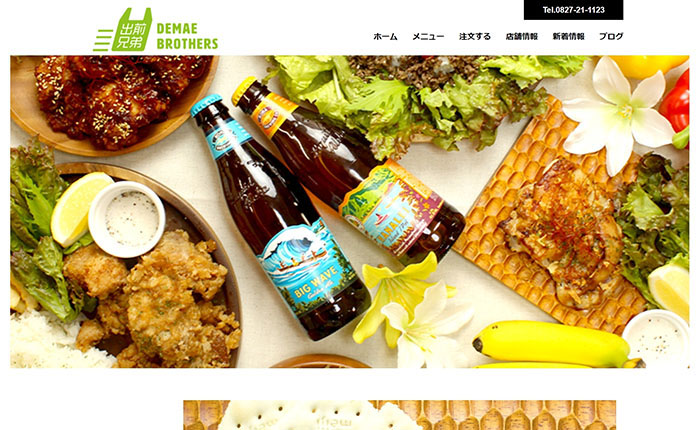 Tel.0827-21-1123
出前
兄弟
DEMAE
BROTHERS
ホーム メニュー 注文する 店舗情報 新着情報 ブログ
BIG WAVE